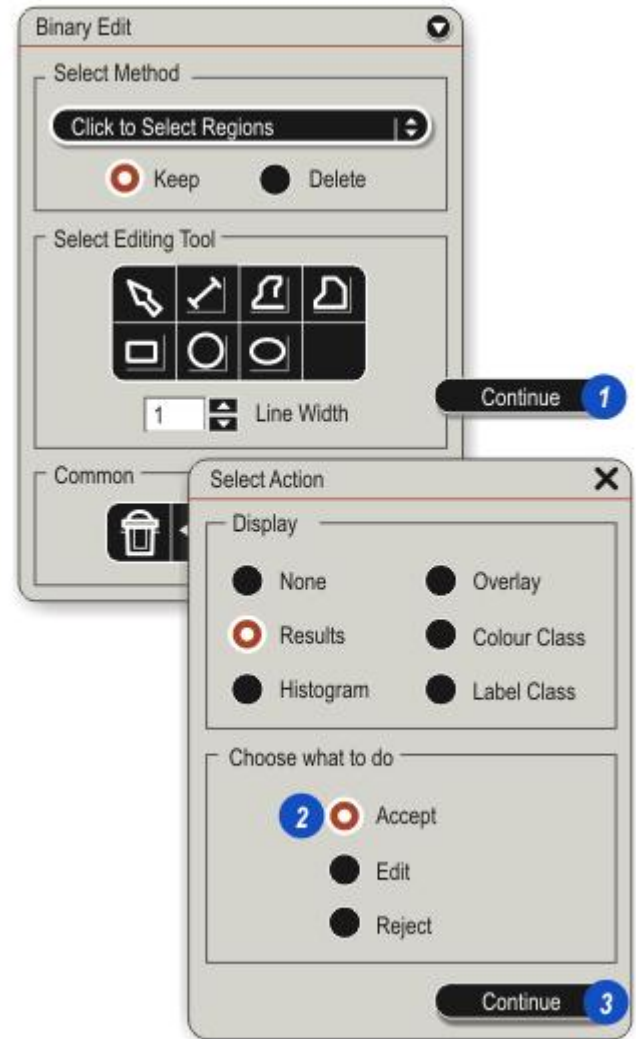 Binary Edit
Select Method
Click to Select Regions
Keep Delete
Select Editing Tool
1 Line Width
Continue 1
Common
Select Action
Display
None Overlay
Results Colour Class
Histogram Label Class
Choose what to do
2 Accept
Edit
Reject
Continue 3